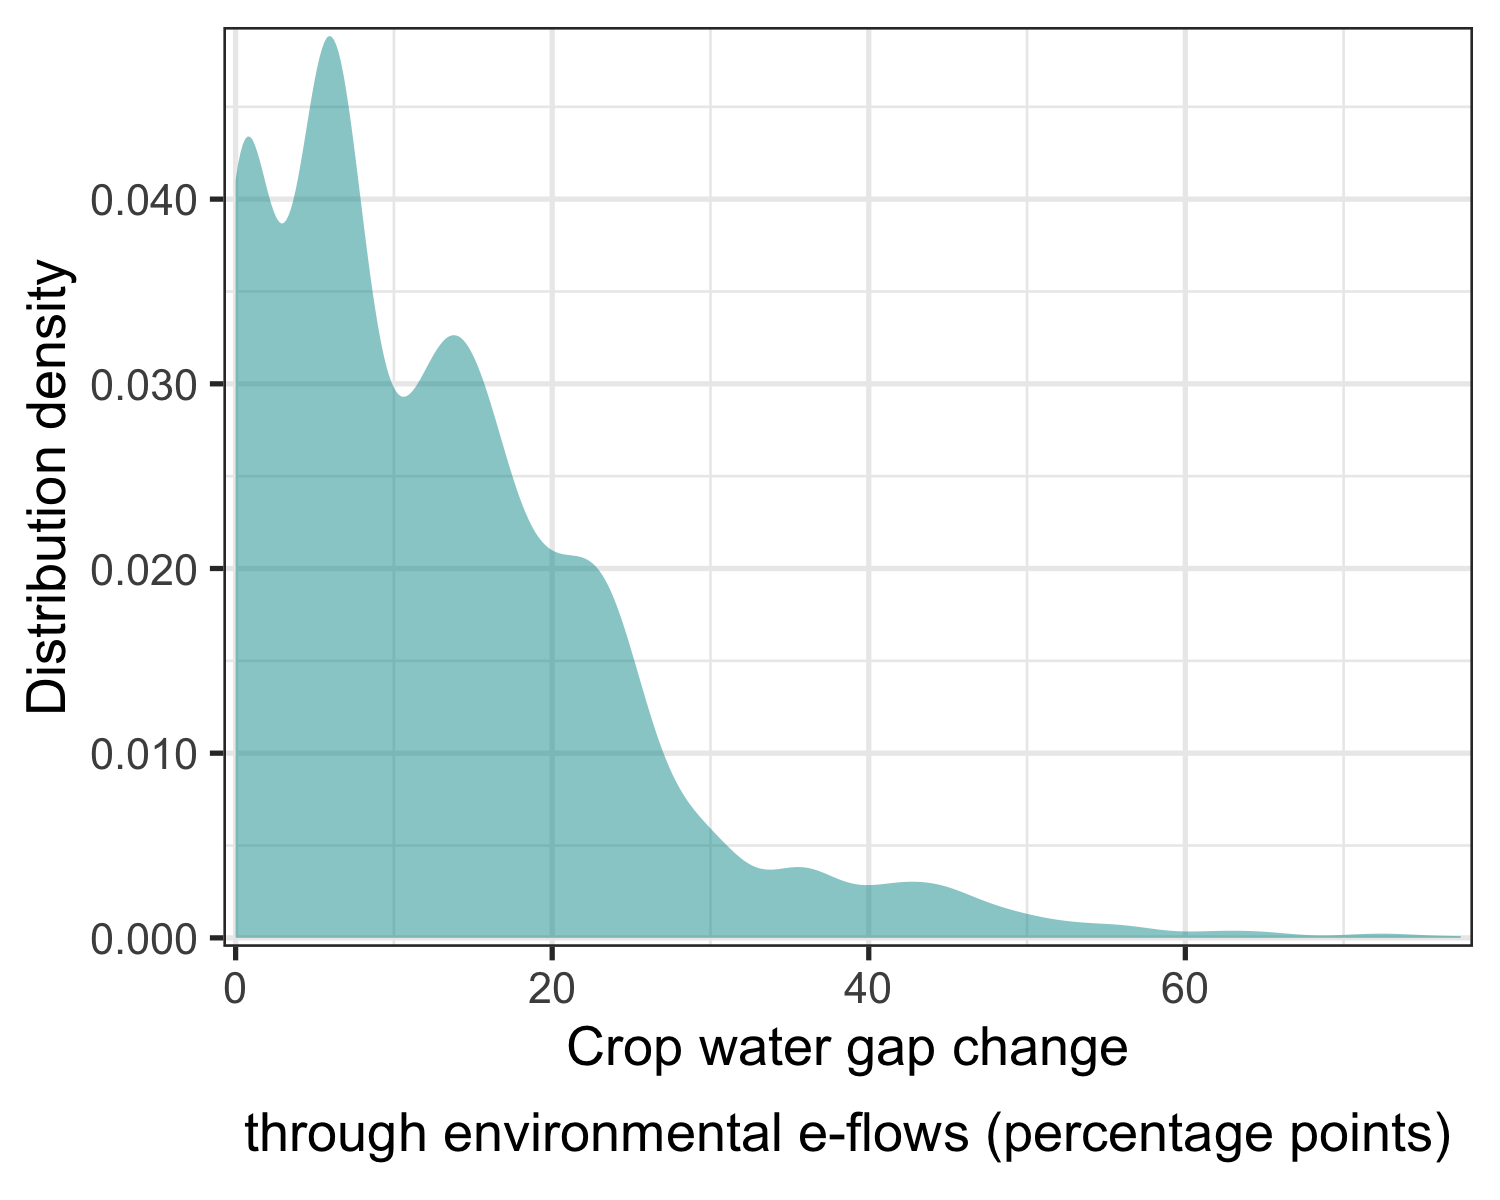 Distribution density
0.040
0.030
0.020
0.010
0.000
0 20 40 60
Crop water gap change
through environmental e-flows (percentage points)